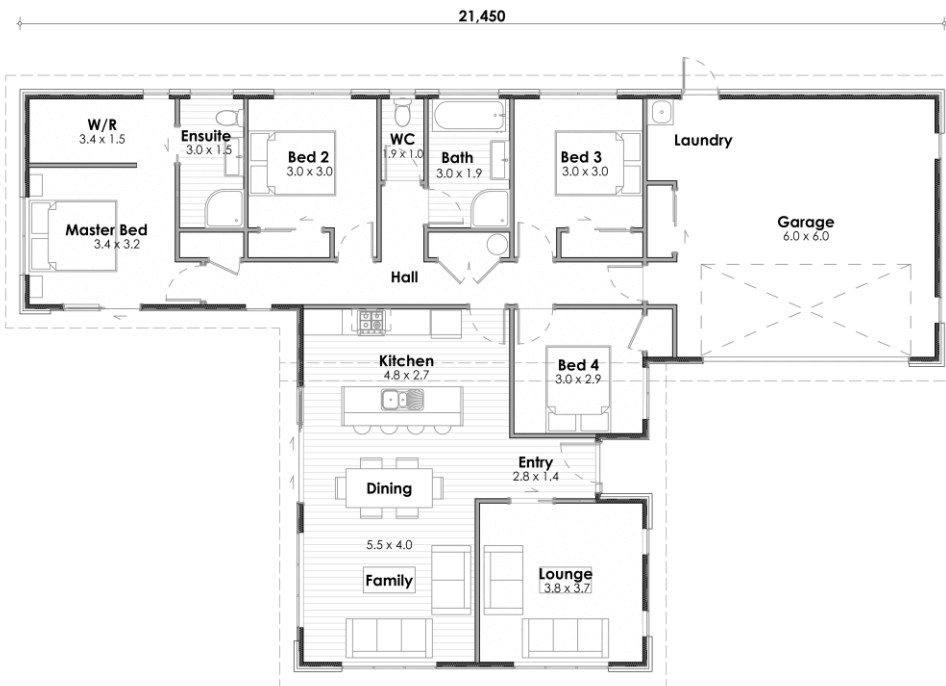 21,450
W/R
3.4 x 1.5
Ensuite
3.0 x 1.5
Bed 2
3.0 x 3.0
WC
1.9 x 1.0
Bath
3.0 x 1.9
Bed 3
3.0 x 3.0
Laundry
Garage
6.0 x 6.0
Master Bed
3.4 x 3.2
Hall
Kitchen
4.8 x 2.7
Bed 4
3.0 x 2.9
Entry
2.8 x 1.4
Dining
5.5 x 4.0
Family
Lounge
3.8 x 3.7